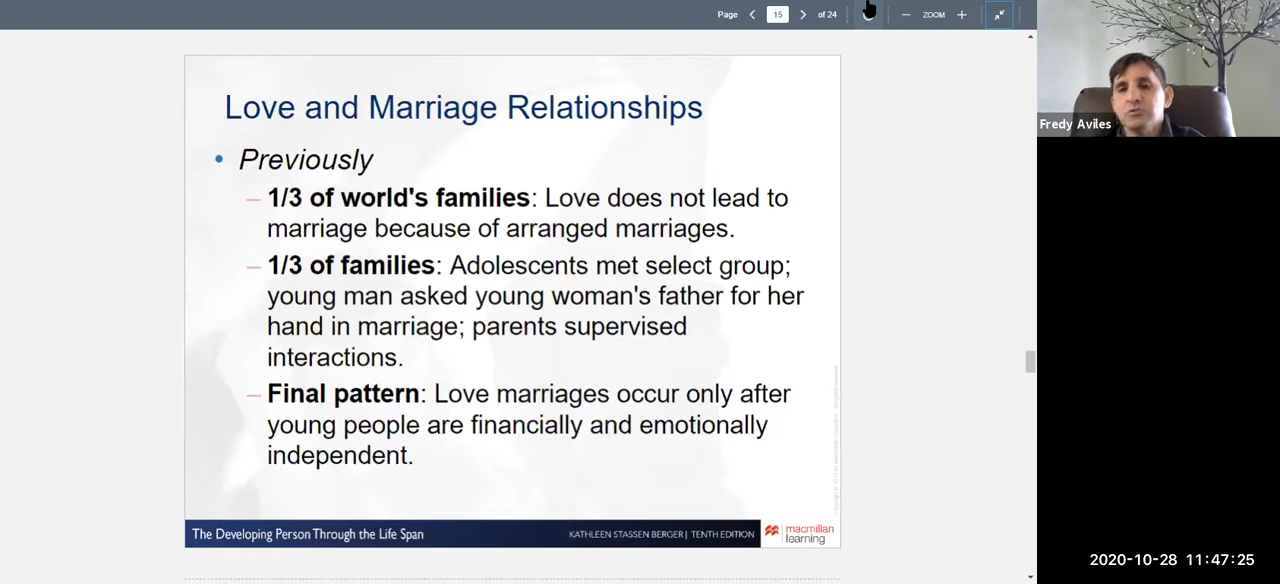 Page 15 of 24 ZOOM
Fredy Aviles
Love and Marriage Relationships
• Previously
– 1/3 of world's families: Love does not lead to
marriage because of arranged marriages.
– 1/3 of families: Adolescents met select group;
young man asked young woman's father for her
hand in marriage; parents supervised
interactions.
– Final pattern: Love marriages occur only after
young people are financially and emotionally
independent.
The Developing Person Through the Life Span
KATHLEEN STASSEN BERGER | TENTH EDITION
macmillan
learning
2020-10-28 11:47:25